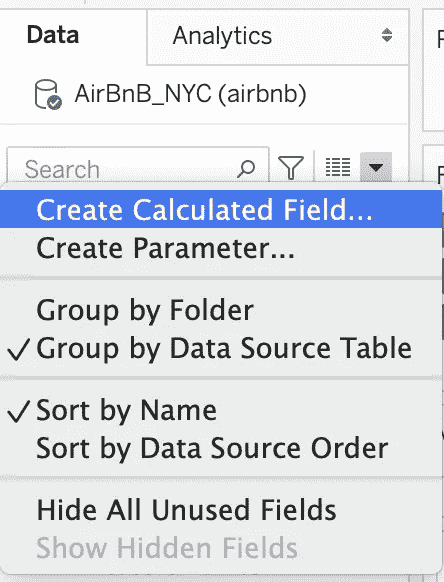 Data
Analytics
AirBnB_NYC (airbnb)
Search
Create Calculated Field...
Create Parameter...
Group by Folder
Group by Data Source Table
Sort by Name
Sort by Data Source Order
Hide All Unused Fields
Show Hidden Fields